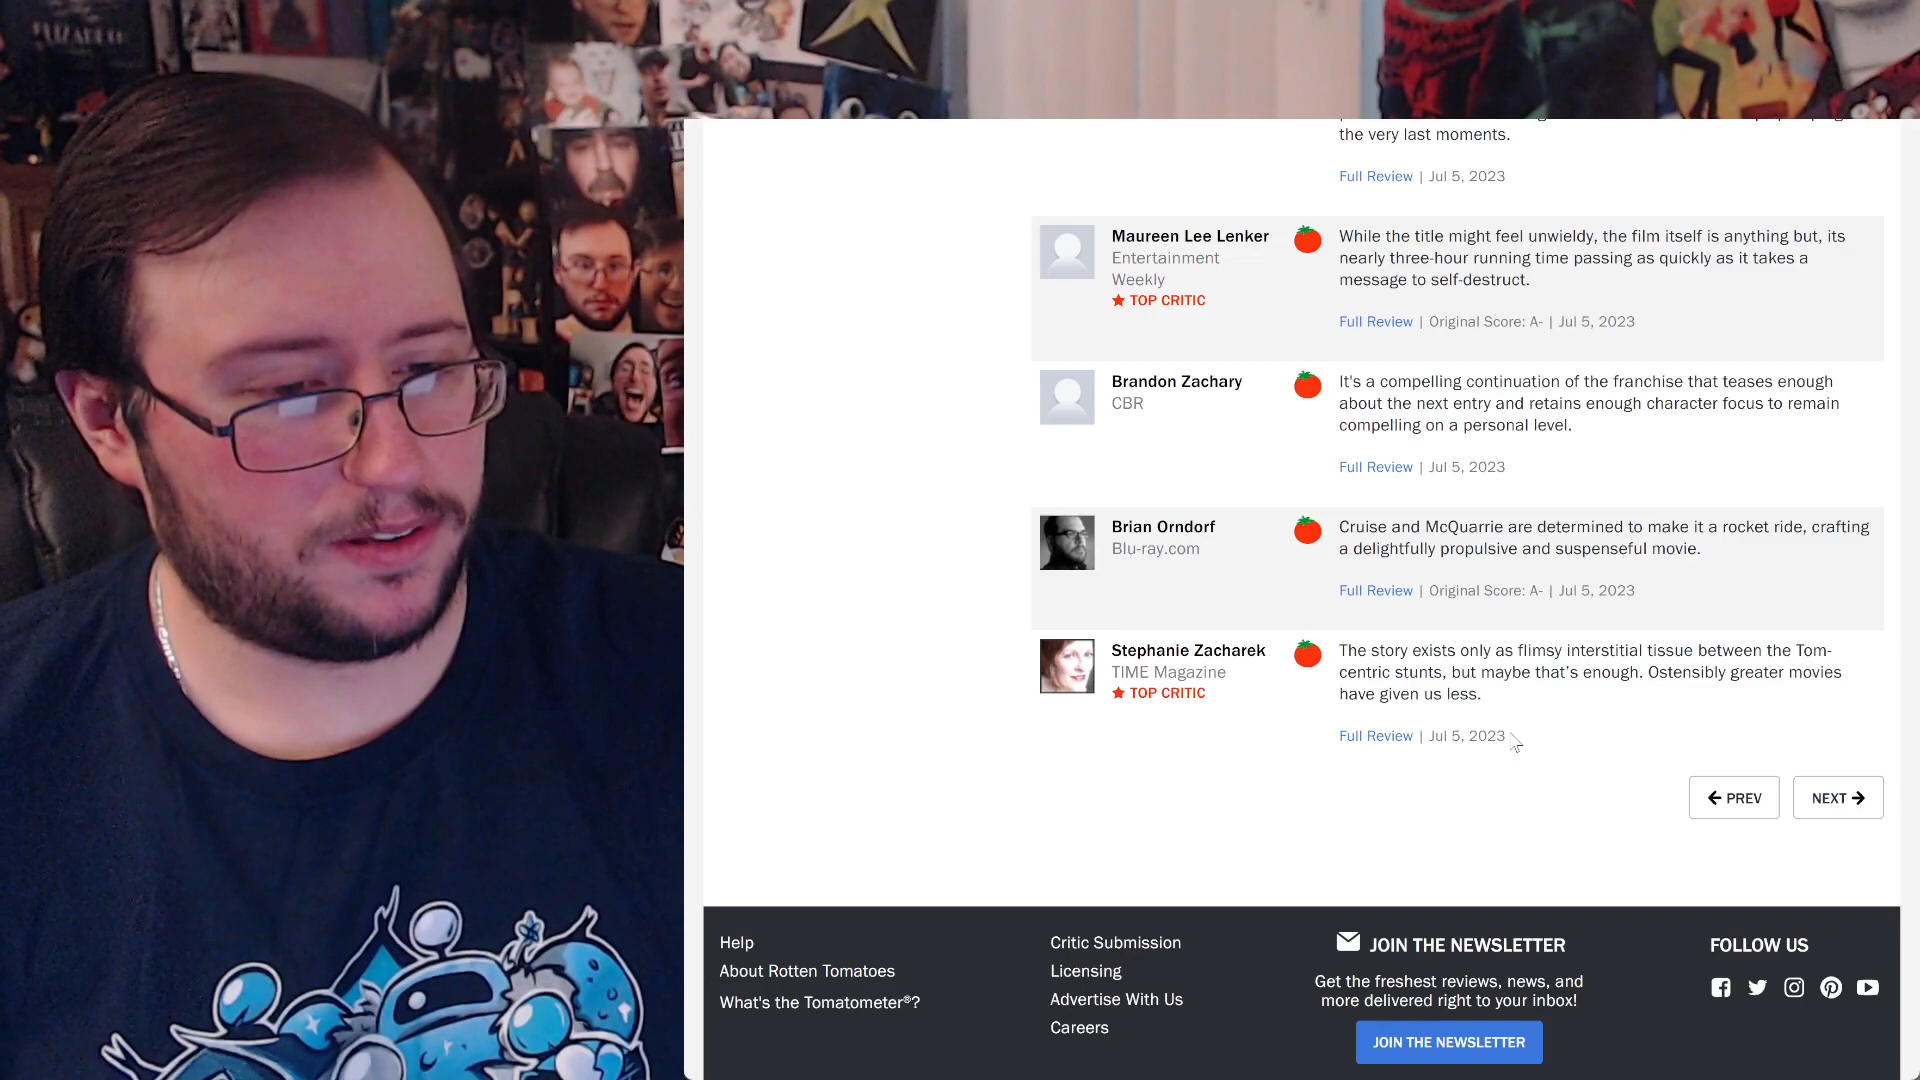 the very last moments.
Full Review | Jul 5, 2023
Maureen Lee Lenker
Entertainment
Weekly
TOP CRITIC
While the title might feel unwieldy, the film itself is anything but, its
nearly three-hour running time passing as quickly as it takes a
message to self-destruct.
Full Review | Original Score: A- | Jul 5, 2023
Brandon Zachary
CBR
It's a compelling continuation of the franchise that teases enough
about the next entry and retains enough character focus to remain
compelling on a personal level.
Full Review | Jul 5, 2023
Brian Orndorf
Blu-ray.com
Cruise and McQuarrie are determined to make it a rocket ride, crafting
a delightfully propulsive and suspenseful movie.
Full Review | Original Score: A- | Jul 5, 2023
Stephanie Zacharek
TIME Magazine
TOP CRITIC
The story exists only as flimsy interstitial tissue between the Tom-
centric stunts, but maybe that's enough. Ostensibly greater movies
have given us less.
Full Review | Jul 5, 2023
PREV
NEXT
Help
About Rotten Tomatoes
What's the Tomatometer®?
Critic Submission
Licensing
Advertise With Us
Careers
JOIN THE NEWSLETTER
Get the freshest reviews, news, and
more delivered right to your inbox!
JOIN THE NEWSLETTER
FOLLOW US